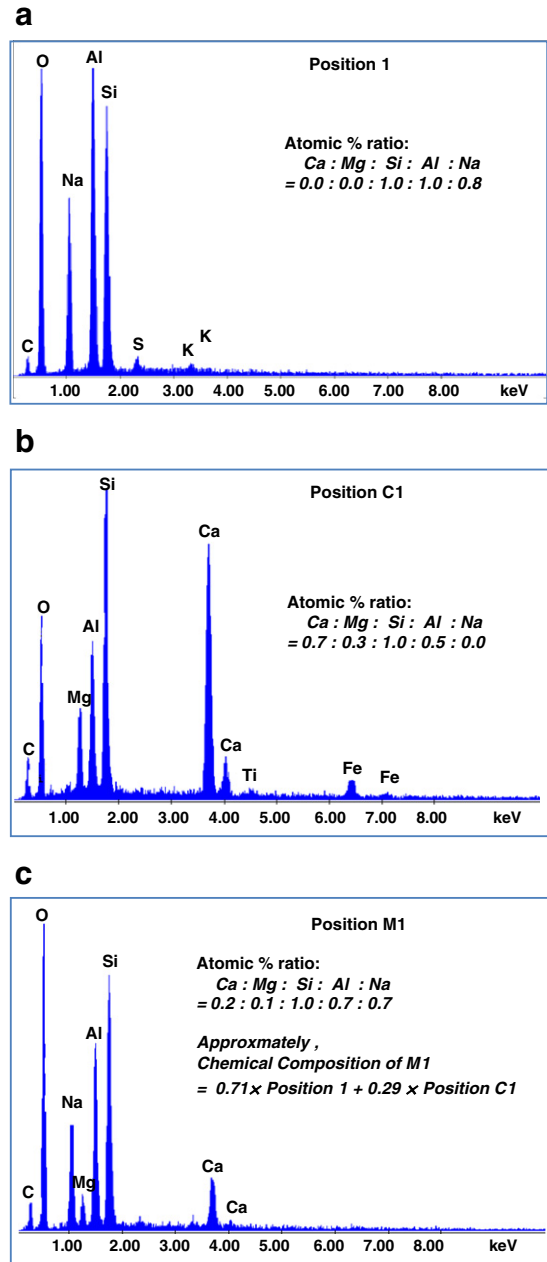 a
O
Al
Position 1
Si
Atomic % ratio:
Ca : Mg : Si : Al : Na
= 0.0 : 0.0 : 1.0 : 1.0 : 0.8
Na
C
S
K
K
1.00 2.00 3.00 4.00 5.00 6.00 7.00 8.00 keV
b
Si
Position C1
Ca
O
Atomic % ratio:
Ca : Mg : Si : Al : Na
= 0.7 : 0.3 : 1.0 : 0.5 : 0.0
Al
Mg
C
Ca
Ti
Fe
Fe
1.00 2.00 3.00 4.00 5.00 6.00 7.00 8.00 keV
c
O
Position M1
Si
Atomic % ratio:
Ca : Mg : Si : Al : Na
= 0.2 : 0.1 : 1.0 : 0.7 : 0.7
Al
Approxmately ,
Chemical Composition of M1
= 0.71× Position 1 + 0.29 × Position C1
Na
Mg
C
Ca
Ca
1.00 2.00 3.00 4.00 5.00 6.00 7.00 8.00 keV